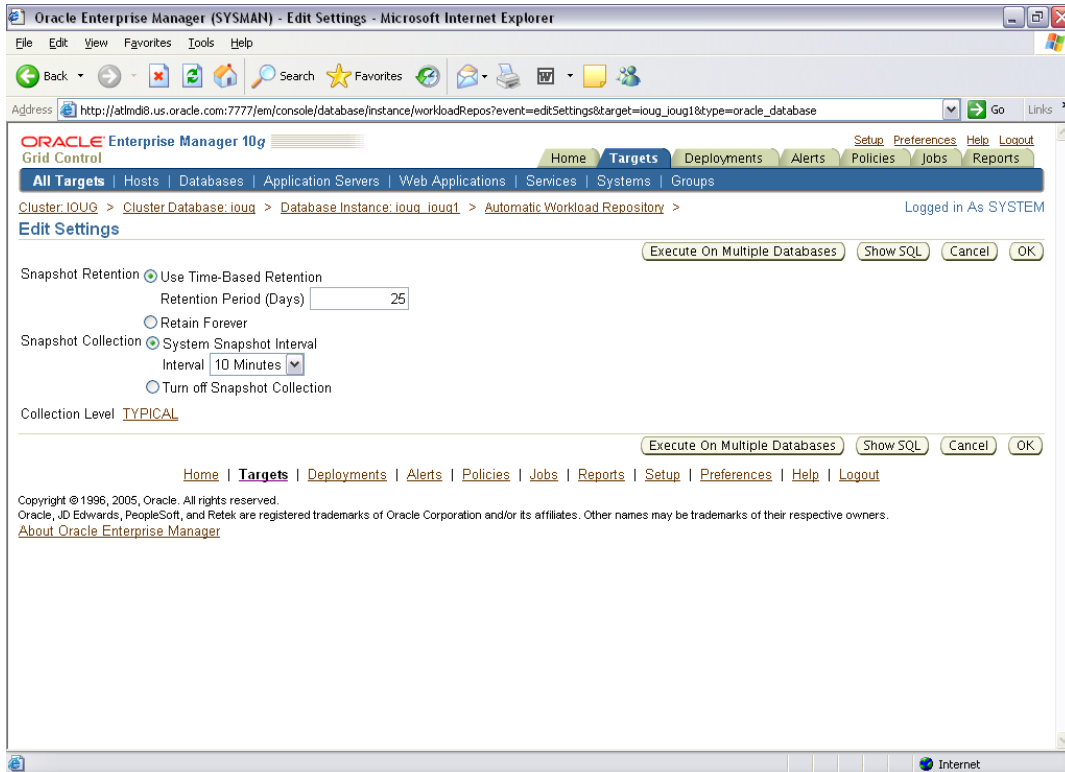 Oracle Enterprise Manager (SYSMAN) - Edit Settings - Microsoft Internet Explorer
File Edit View Favorites Tools Help
Back Search Favorites
Address http://atlmdi8.us.oracle.com:7777/em/console/database/instance/workloadRepos?event=editSettings&target=ioug_ioug1&type=oracle_database Go Links
ORACLE Enterprise Manager 10g Setup Preferences Help Logout
Grid Control Home Targets Deployments Alerts Policies Jobs Reports
All Targets | Hosts | Databases | Application Servers | Web Applications | Services | Systems | Groups
Cluster: IOUG > Cluster Database: ioug > Database Instance: ioug_ioug1 > Automatic Workload Repository > Logged in As SYSTEM
Edit Settings
Execute On Multiple Databases Show SQL Cancel OK
Snapshot Retention Use Time-Based Retention
Retention Period (Days) 25
Retain Forever
Snapshot Collection System Snapshot Interval
Interval 10 Minutes
Turn off Snapshot Collection
Collection Level TYPICAL
Execute On Multiple Databases Show SQL Cancel OK
Home | Targets | Deployments | Alerts | Policies | Jobs | Reports | Setup | Preferences | Help | Logout
Copyright © 1996, 2005, Oracle. All rights reserved.
Oracle, JD Edwards, PeopleSoft, and Retek are registered trademarks of Oracle Corporation and/or its affiliates. Other names may be trademarks of their respective owners.
About Oracle Enterprise Manager
Internet